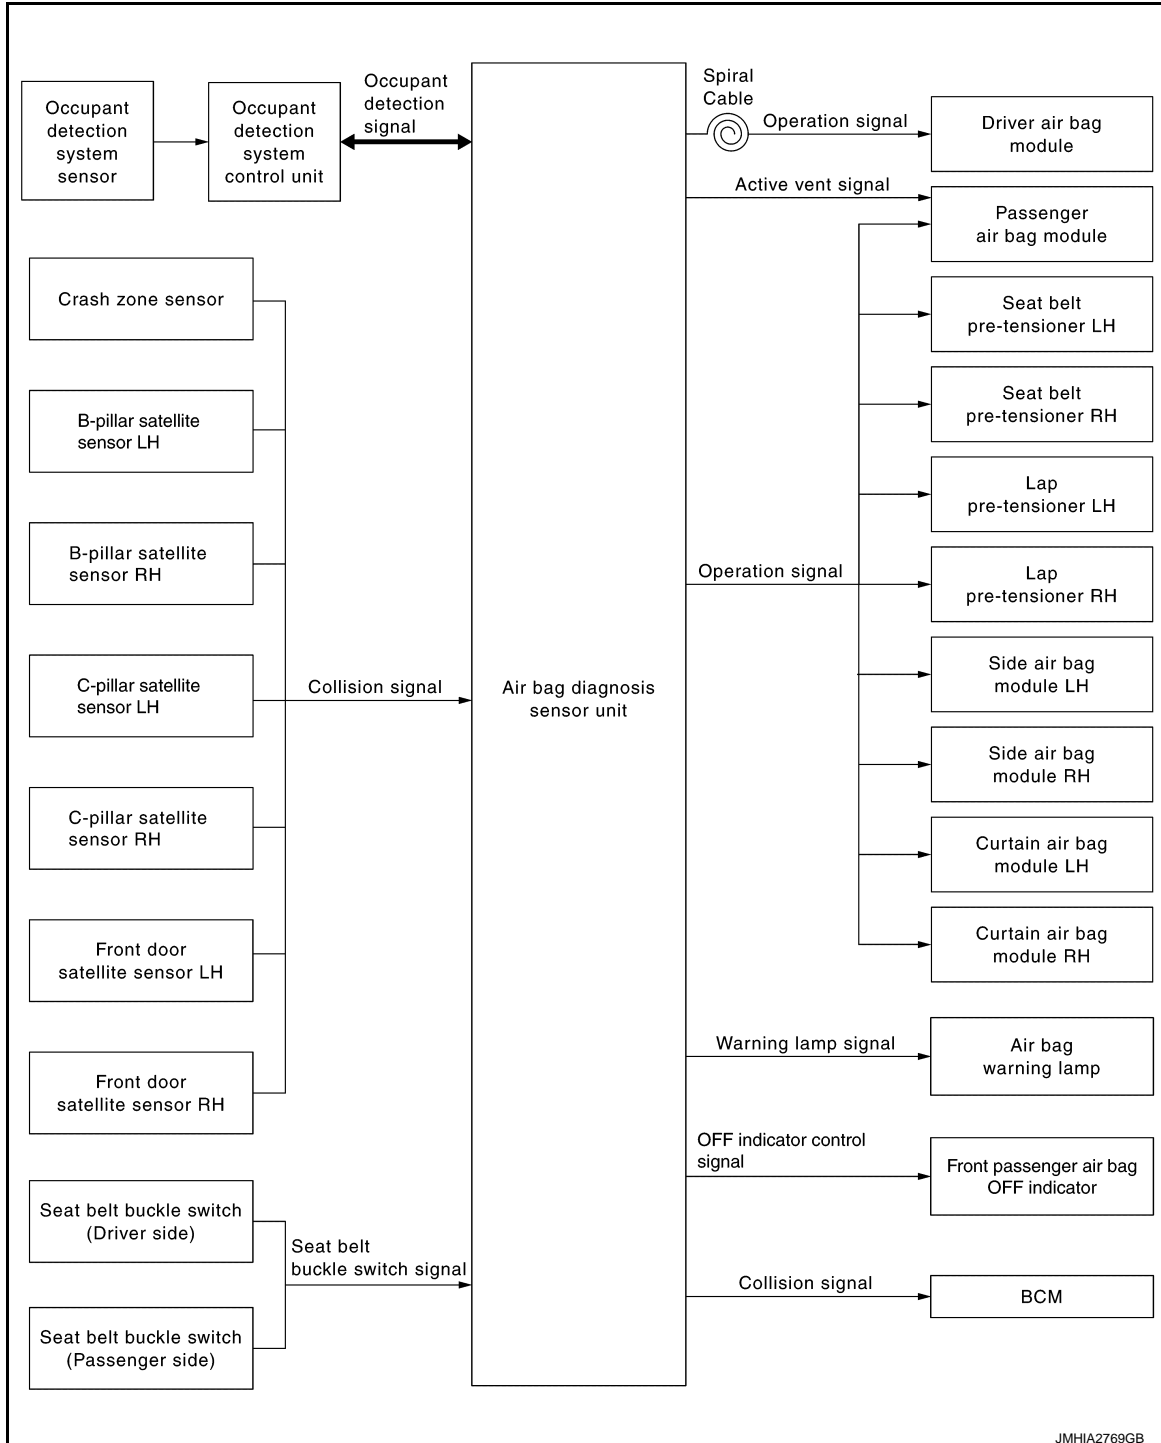 Occupant
detection
system
sensor
Occupant
detection
system
control unit
Occupant
detection
signal
Crash zone sensor
B-pillar satellite
sensor LH
B-pillar satellite
sensor RH
C-pillar satellite
sensor LH
C-pillar satellite
sensor RH
Front door
satellite sensor LH
Front door
satellite sensor RH
Collision signal
Seat belt buckle switch
(Driver side)
Seat belt buckle switch
(Passenger side)
Seat belt
buckle switch signal
Air bag diagnosis
sensor unit
Spiral
Cable
Operation signal
Driver air bag
module
Active vent signal
Passenger
air bag module
Seat belt
pre-tensioner LH
Seat belt
pre-tensioner RH
Lap
pre-tensioner LH
Operation signal
Lap
pre-tensioner RH
Side air bag
module LH
Side air bag
module RH
Curtain air bag
module LH
Curtain air bag
module RH
Warning lamp signal
Air bag
warning lamp
OFF indicator control
signal
Front passenger air bag
OFF indicator
Collision signal
BCM
JMHIA2769GB